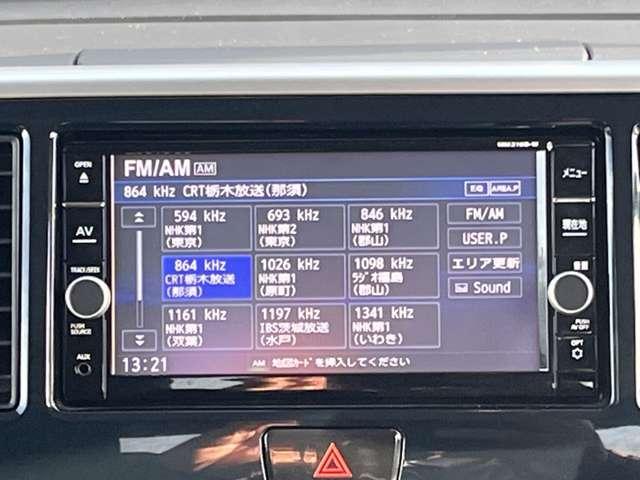 OPEN
AV
TRACK/SEEK
PUSH
SOURCE
AUX
FM/AM AM
864 kHz CRT栃木放送(那須)
EQ AREA.P
594 kHz
NHK第1
(東京)
693 kHz
NHK第2
(東京)
846 kHz
NHK第1
(郡山)
FM/AM
USER.P
864 kHz
CRT栃木放送
(那須)
1026 kHz
NHK第1
(原町)
1098 kHz
ラジオ福島
(郡山)
エリア更新
Sound
1161 kHz
NHK第1
(双葉)
1197 kHz
IBS茨城放送
(水戸)
1341 kHz
NHK第1
(いわき)
13:21
AM 地図ｶｰﾄﾞを挿入してください
メニュー
現在地
音量
PUSH
AV OFF
OPT